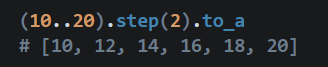 (10..20).step(2).to_a
# [10, 12, 14, 16, 18, 20]